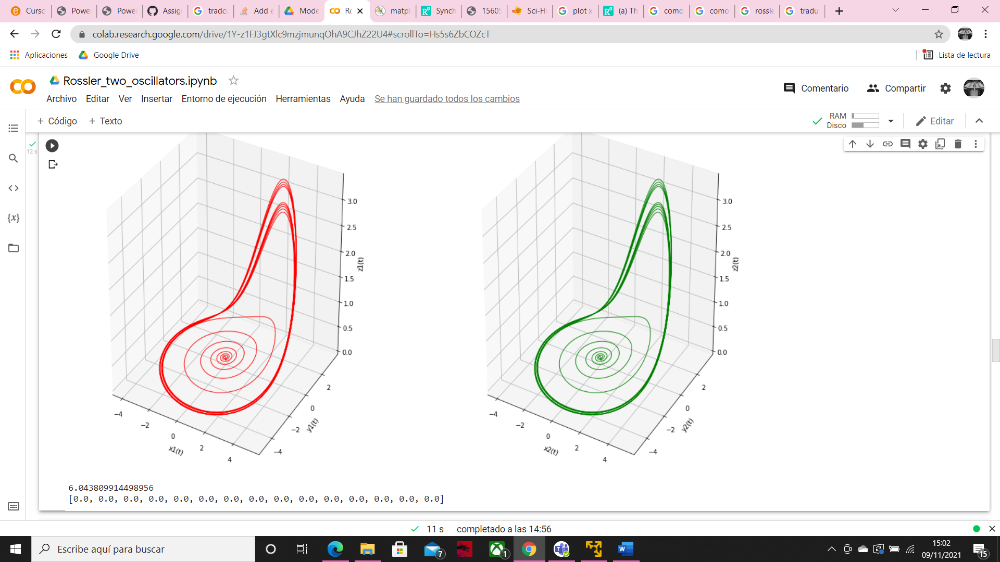 Curso
Power
Power
Assign
tradcu
Add e
Mode
Ro
matpl
Synch
15605
Sci-H
plot x
(a) Th
como
como
rossle
tradu
colab.research.google.com/drive/1Y-z1FJ3gtXlc9mzjmunqOhA9CJhZ22U4#scrollTo=Hs5s6ZbCOZcT
Aplicaciones
Google Drive
Lista de lectura
Rossler_two_oscillators.ipynb
Comentario
Compartir
Archivo Editar Ver Insertar Entorno de ejecución Herramientas Ayuda Se han guardado todos los cambios
+ Código + Texto
RAM
Disco
Editar
12 s
{x}
3.0
2.5
2.0
1.5
1.0
0.5
0.0
z1(t)
2
0
−2
−4
y1(t)
−4
−2
0
2
4
x1(t)
3.0
2.5
2.0
1.5
1.0
0.5
0.0
z2(t)
2
0
−2
−4
y2(t)
−4
−2
0
2
4
x2(t)
6.043809914498956
[0.0, 0.0, 0.0, 0.0, 0.0, 0.0, 0.0, 0.0, 0.0, 0.0, 0.0, 0.0, 0.0, 0.0, 0.0]
11 s completado a las 14:56
Escribe aquí para buscar
7
1
15:02
09/11/2021
15